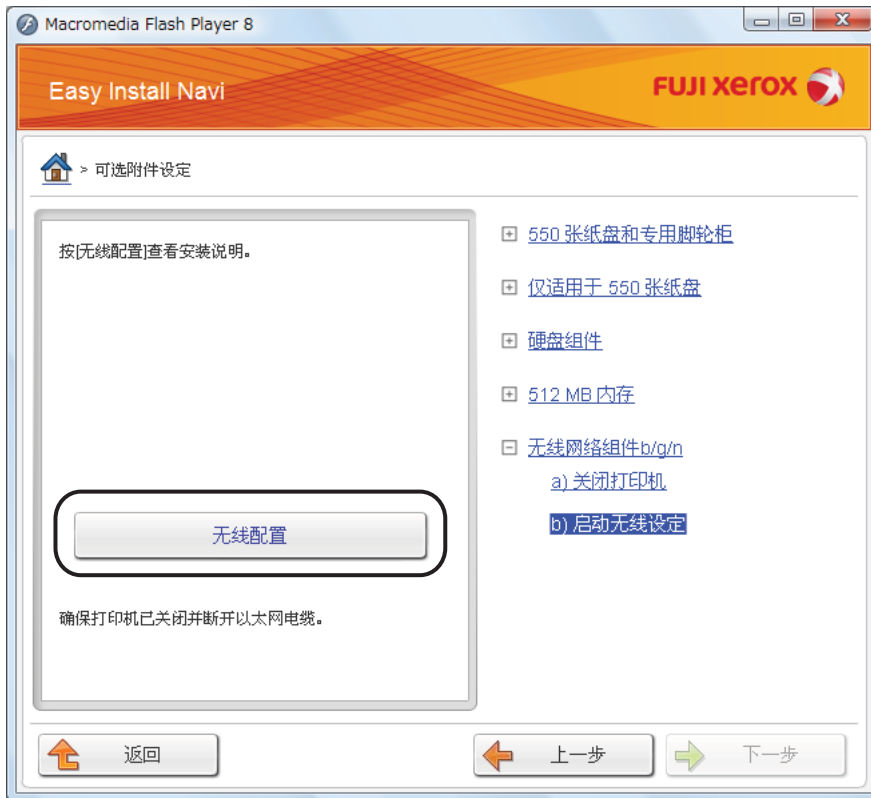 Macromedia Flash Player 8
Easy Install Navi
FUJI xerox
> 可选附件设定
按[无线配置]查看安装说明。
无线配置
确保打印机已关闭并断开以太网电缆。
550 张纸盘和专用脚轮柜
仅适用于 550 张纸盘
硬盘组件
512 MB 内存
无线网络组件b/g/n
a) 关闭打印机
b) 启动无线设定
返回
上一步
下一步